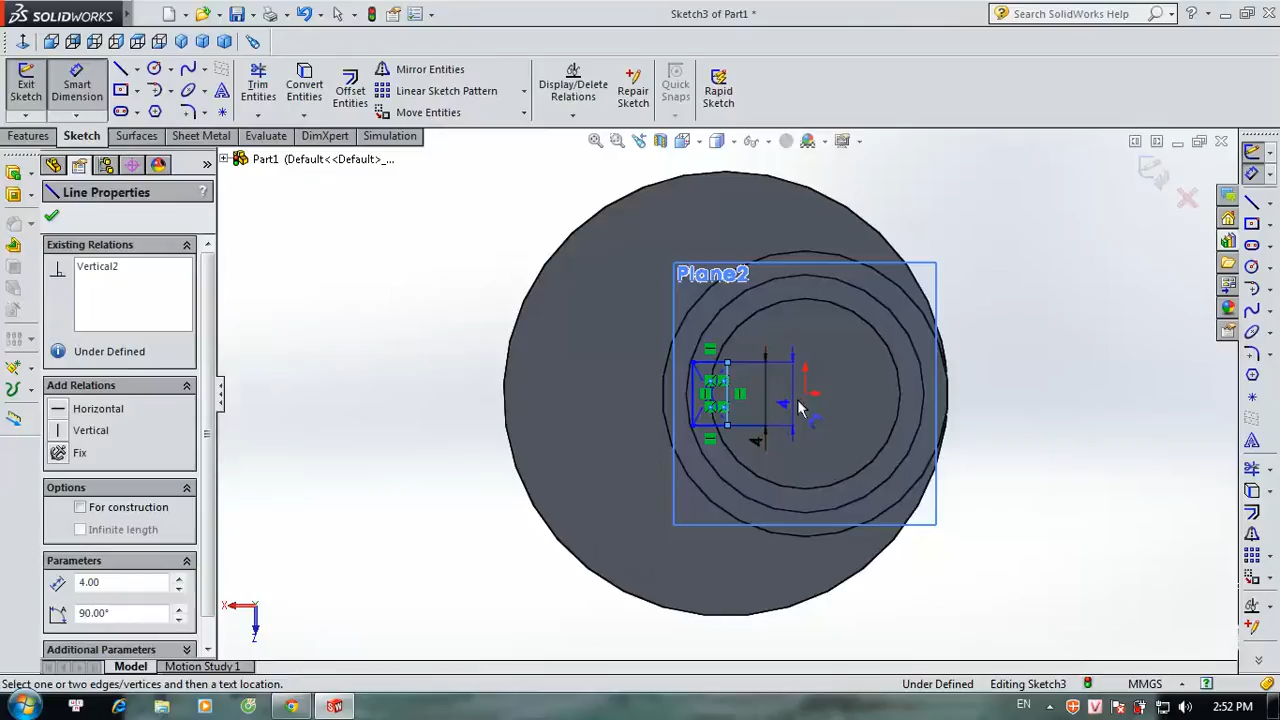 SOLIDWORKS
Sketch3 of Part1 *
Search SolidWorks Help
Exit Sketch
Smart Dimension
Trim Entities
Convert Entities
Offset Entities
Mirror Entities
Linear Sketch Pattern
Move Entities
Display/Delete Relations
Repair Sketch
Quick Snaps
Rapid Sketch
Features
Sketch
Surfaces
Sheet Metal
Evaluate
DimXpert
Simulation
Part1 (Default<<Default>_...
Line Properties
?
Existing Relations
Vertical2
Under Defined
Add Relations
Horizontal
Vertical
Fix
Options
For construction
Infinite length
Parameters
4.00
90.00°
Additional Parameters
Plane2
4
4
X
Z
Model
Motion Study 1
Select one or two edges/vertices and then a text location.
Under Defined
Editing Sketch3
MMGS
?
EN
2:52 PM